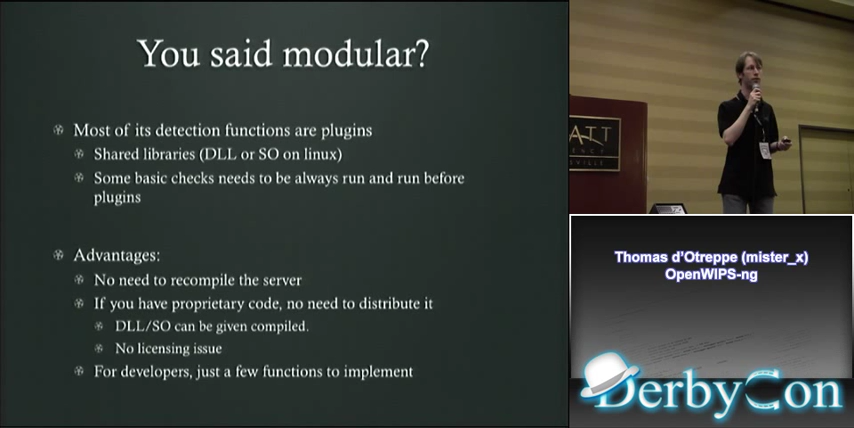 You said modular?
Most of its detection functions are plugins
Shared libraries (DLL or SO on linux)
Some basic checks needs to be always run and run before
plugins
Advantages:
No need to recompile the server
If you have proprietary code, no need to distribute it
DLL/SO can be given compiled.
No licensing issue
For developers, just a few functions to implement
ATT
Thomas d'Otreppe (mister_x)
OpenWIPS-ng
DerbyCon